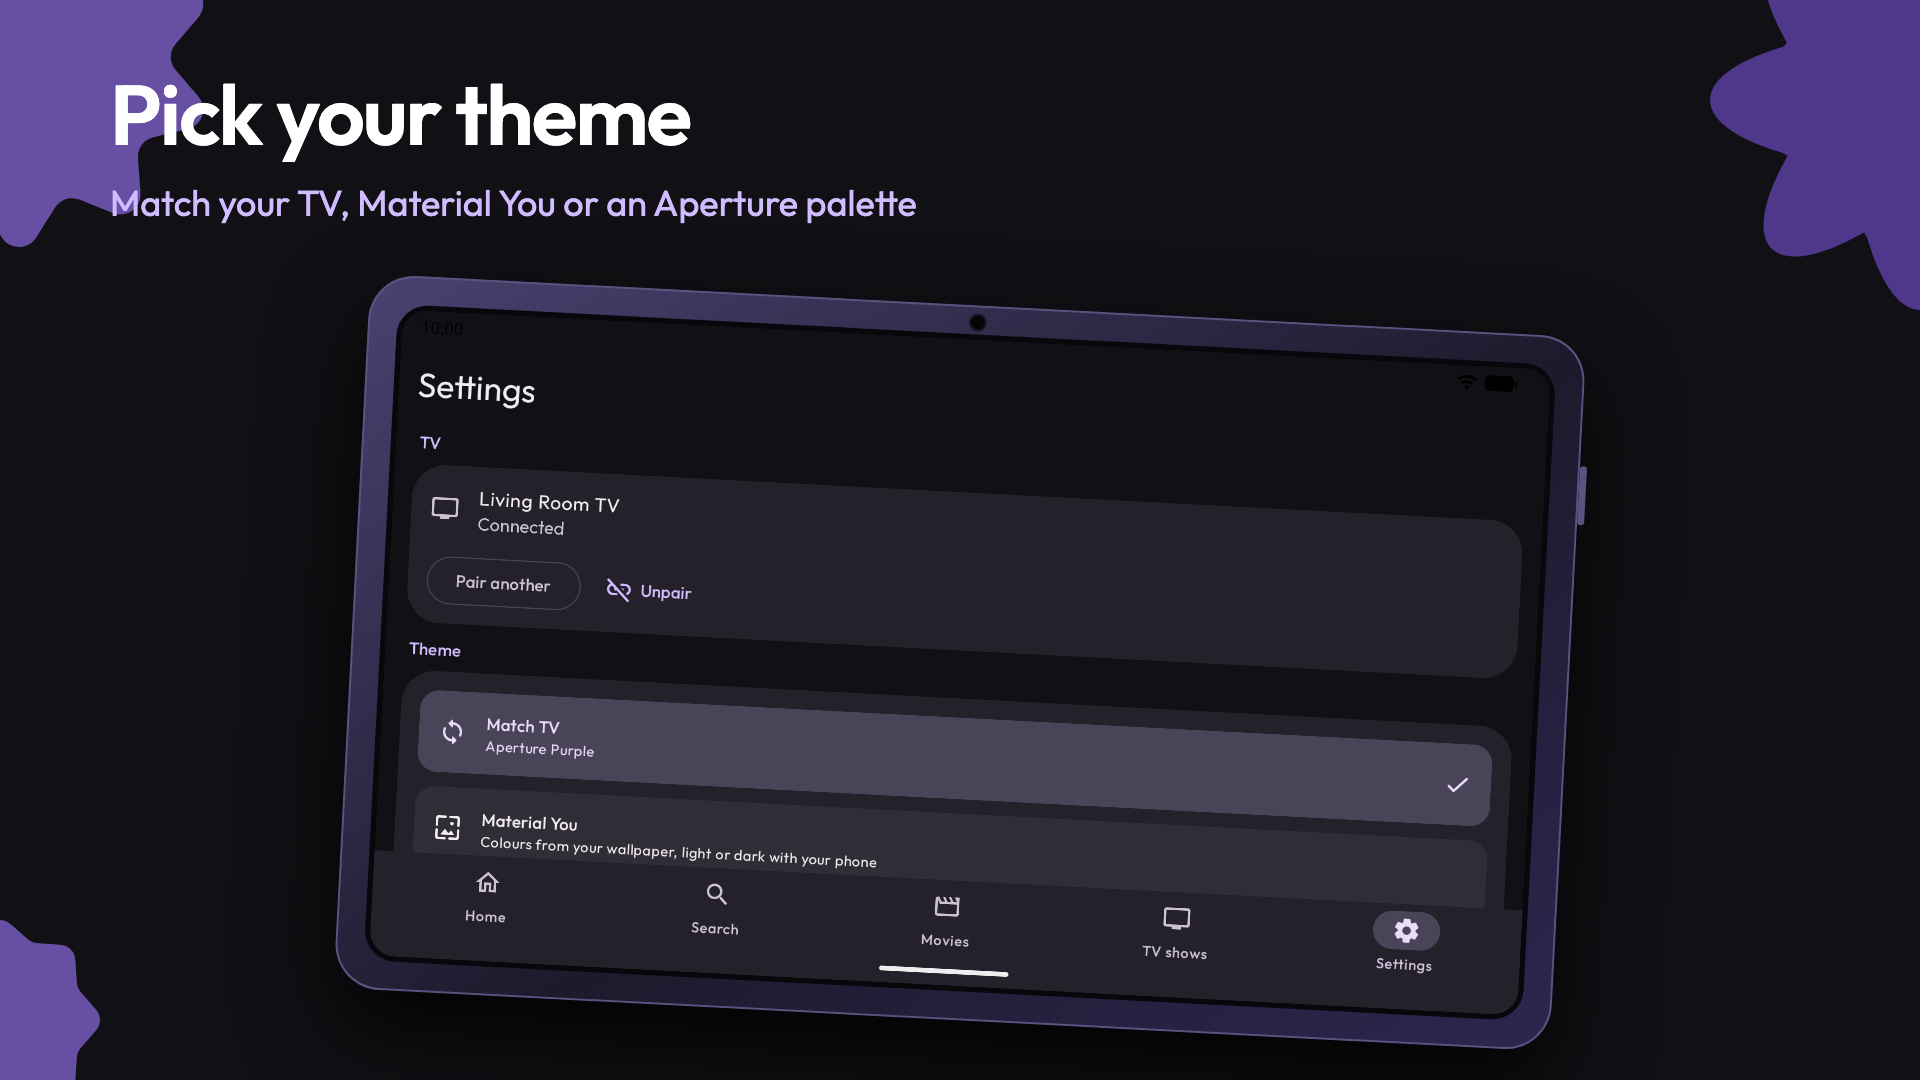 Pick your theme
Match your TV, Material You or an Aperture palette
10:00
Settings
TV
Living Room TV
Connected
Pair another
Unpair
Theme
Match TV
Aperture Purple
Material You
Colours from your wallpaper, light or dark with your phone
Home
Search
Movies
TV shows
Settings